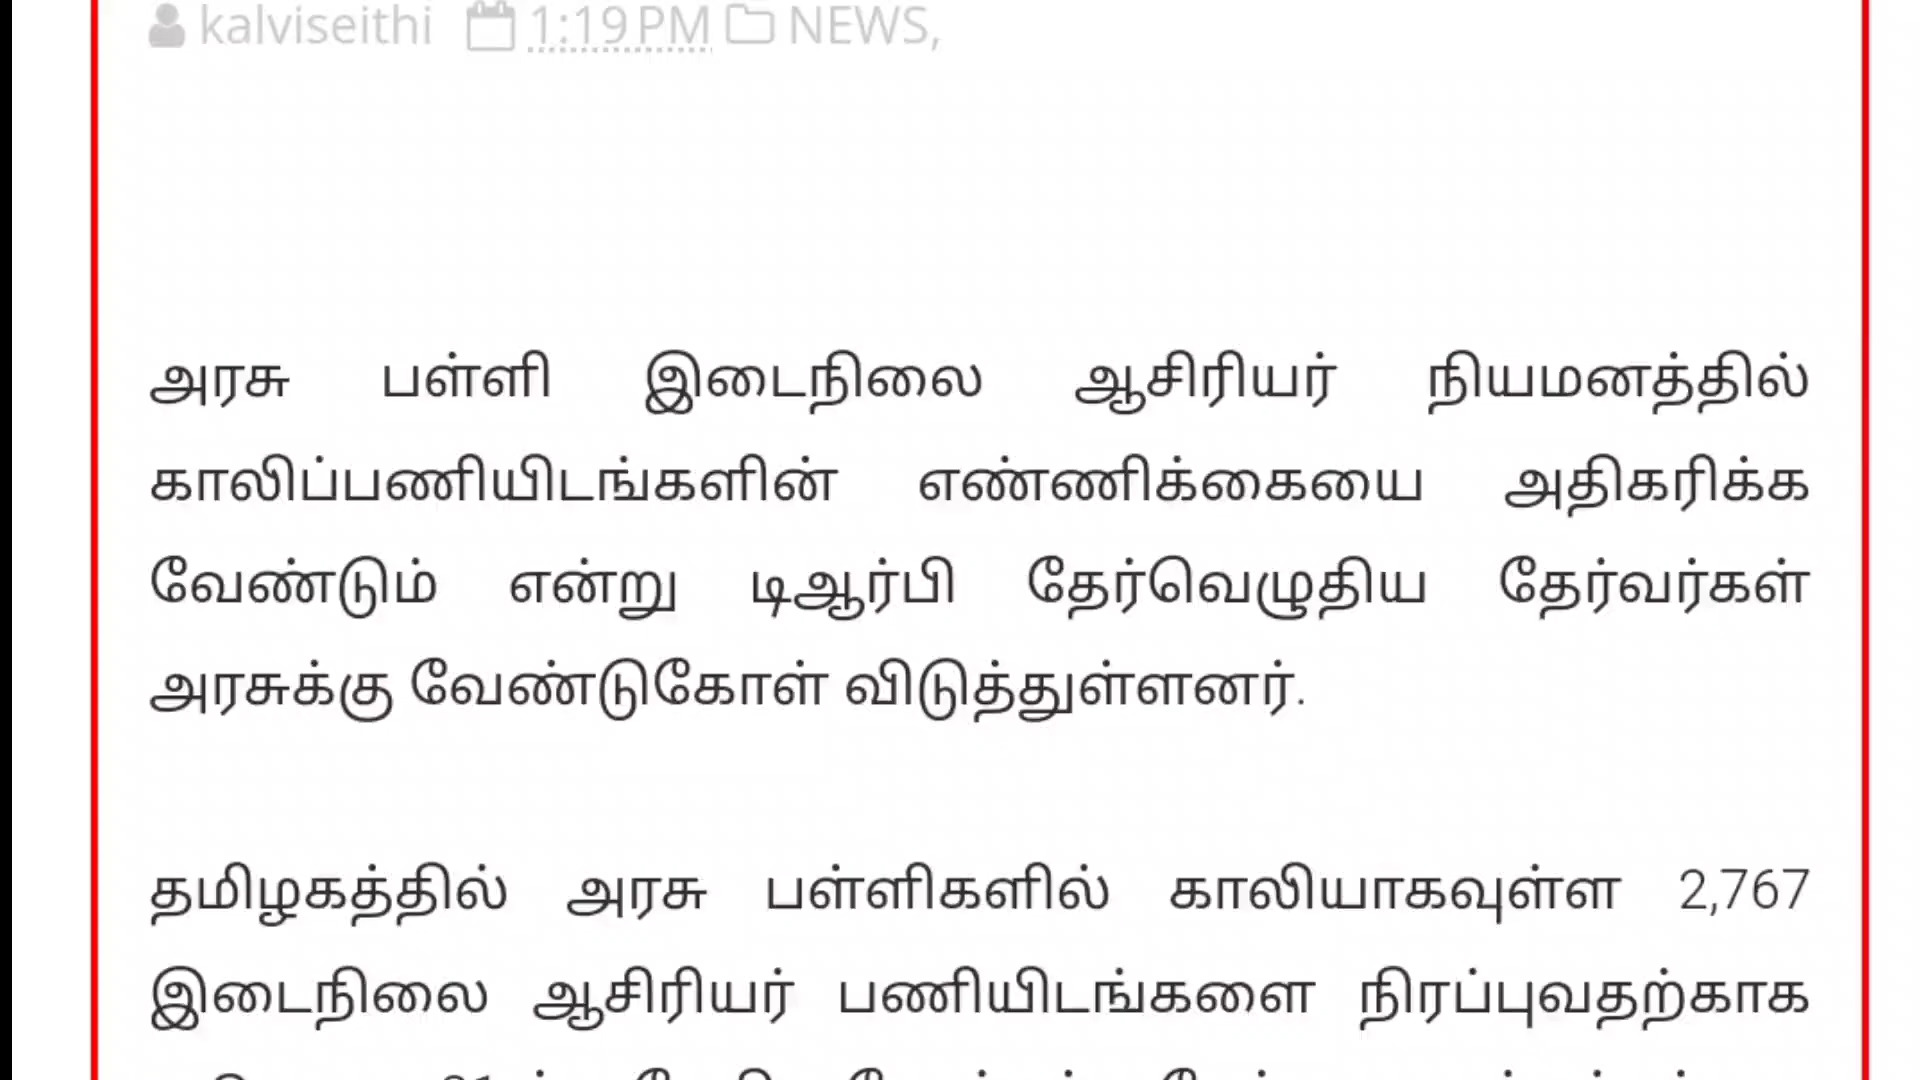 kalviseithi 1:19 PM NEWS,
அரசு பள்ளி இடைநிலை ஆசிரியர் நியமனத்தில்
காலிப்பணியிடங்களின் எண்ணிக்கையை அதிகரிக்க
வேண்டும் என்று டிஆர்பி தேர்வெழுதிய தேர்வர்கள்
அரசுக்கு வேண்டுகோள் விடுத்துள்ளனர்.
தமிழகத்தில் அரசு பள்ளிகளில் காலியாகவுள்ள 2,767
இடைநிலை ஆசிரியர் பணியிடங்களை நிரப்புவதற்காக